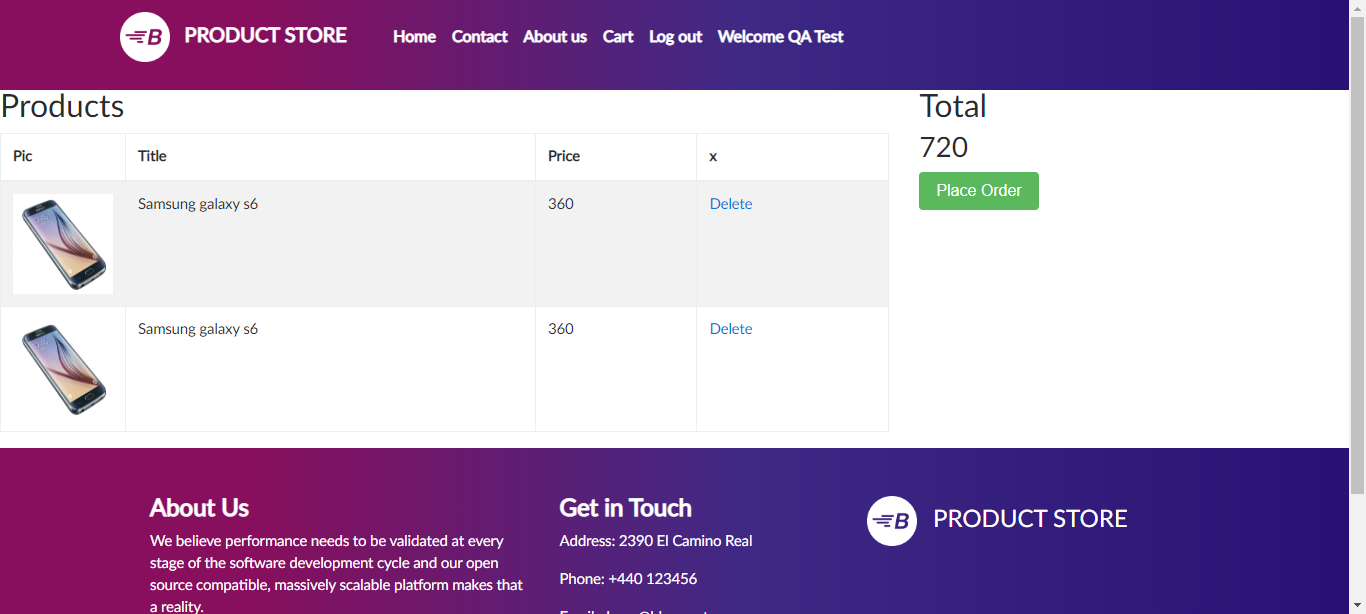 B PRODUCT STORE Home Contact About us Cart Log out Welcome QA Test
Products
Total
720
Place Order
Pic Title Price x
Samsung galaxy s6 360 Delete
Samsung galaxy s6 360 Delete
About Us
We believe performance needs to be validated at every
stage of the software development cycle and our open
source compatible, massively scalable platform makes that
a reality.
Get in Touch
Address: 2390 El Camino Real
Phone: +440 123456
B PRODUCT STORE